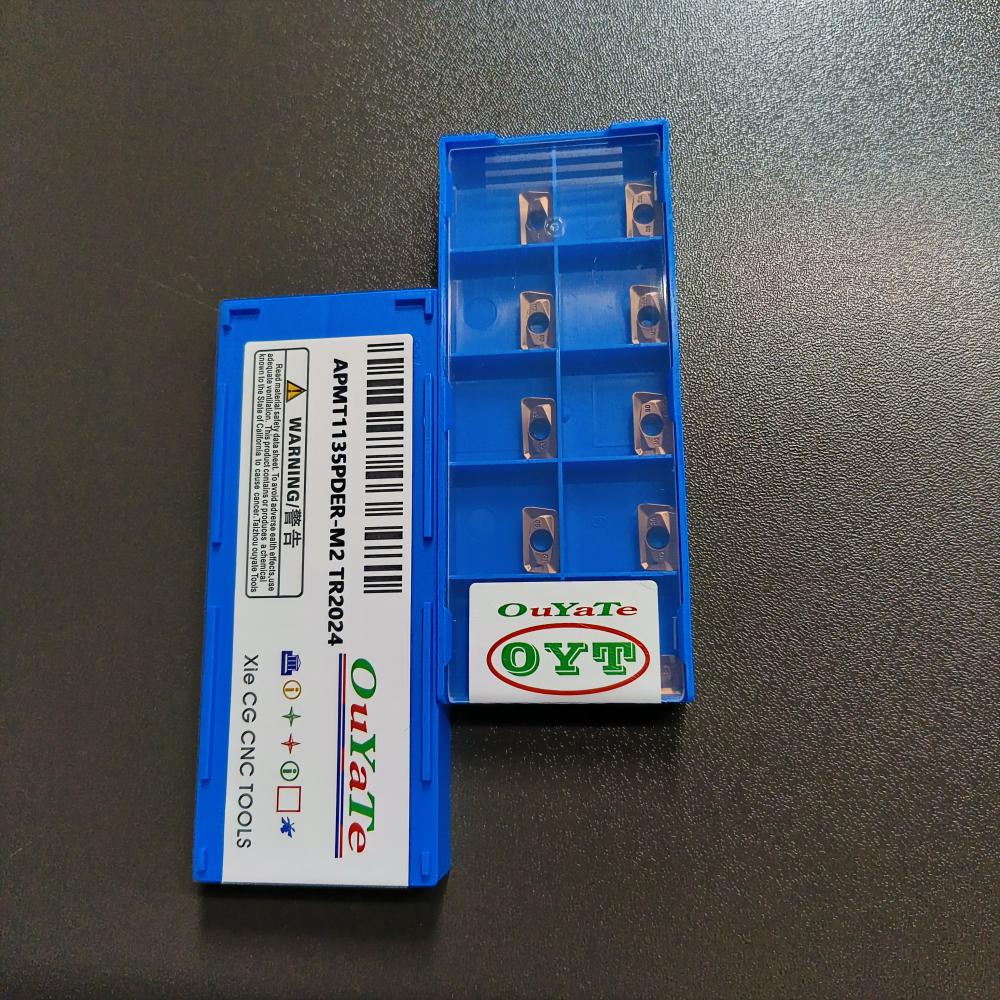 APMT1135PDER-M2 TR2024
WARNING/警告
Read material safety data sheet. To avoid adverse ealth effects,use
adequate ventilation. This product contains or produces a chemical
known to the State of California to cause cancer.Taizhou ouyate Tools
OuYaTe
Xie CG CNC TOOLS
OuYaTe
OYT